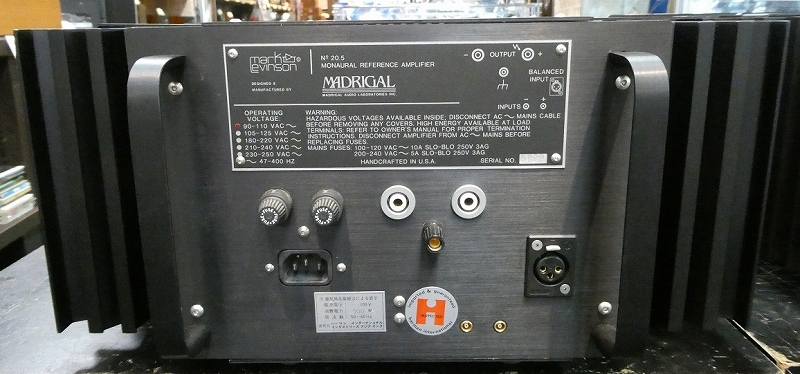 mark
Levinson
DESIGNED &
MANUFACTURED BY
Nº 20.5
MONAURAL REFERENCE AMPLIFIER
MADRIGAL
MADRIGAL AUDIO LABORATORIES INC.
- OUTPUT +
BALANCED
INPUT
INPUTS - +
OPERATING
VOLTAGE:
90-110 VAC ~
105-125 VAC ~
180-220 VAC ~
210-240 VAC ~
230-250 VAC ~
~ 47-400 HZ
WARNING:
HAZARDOUS VOLTAGES AVAILABLE INSIDE; DISCONNECT AC ~ MAINS CABLE
BEFORE REMOVING ANY COVERS. HIGH ENERGY AVAILABLE AT LOAD
TERMINALS: REFER TO OWNER'S MANUAL FOR PROPER TERMINATION
INSTRUCTIONS. DISCONNECT AMPLIFIER FROM AC ~ MAINS BEFORE
REPLACING FUSES.
MAINS FUSES: 100-120 VAC ~ 10A SLO-BLO 250V 3AG
200-240 VAC ~ 5A SLO-BLO 250V 3AG
HANDCRAFTED IN U.S.A.
SERIAL NO.
imported & guaranteed
harman international